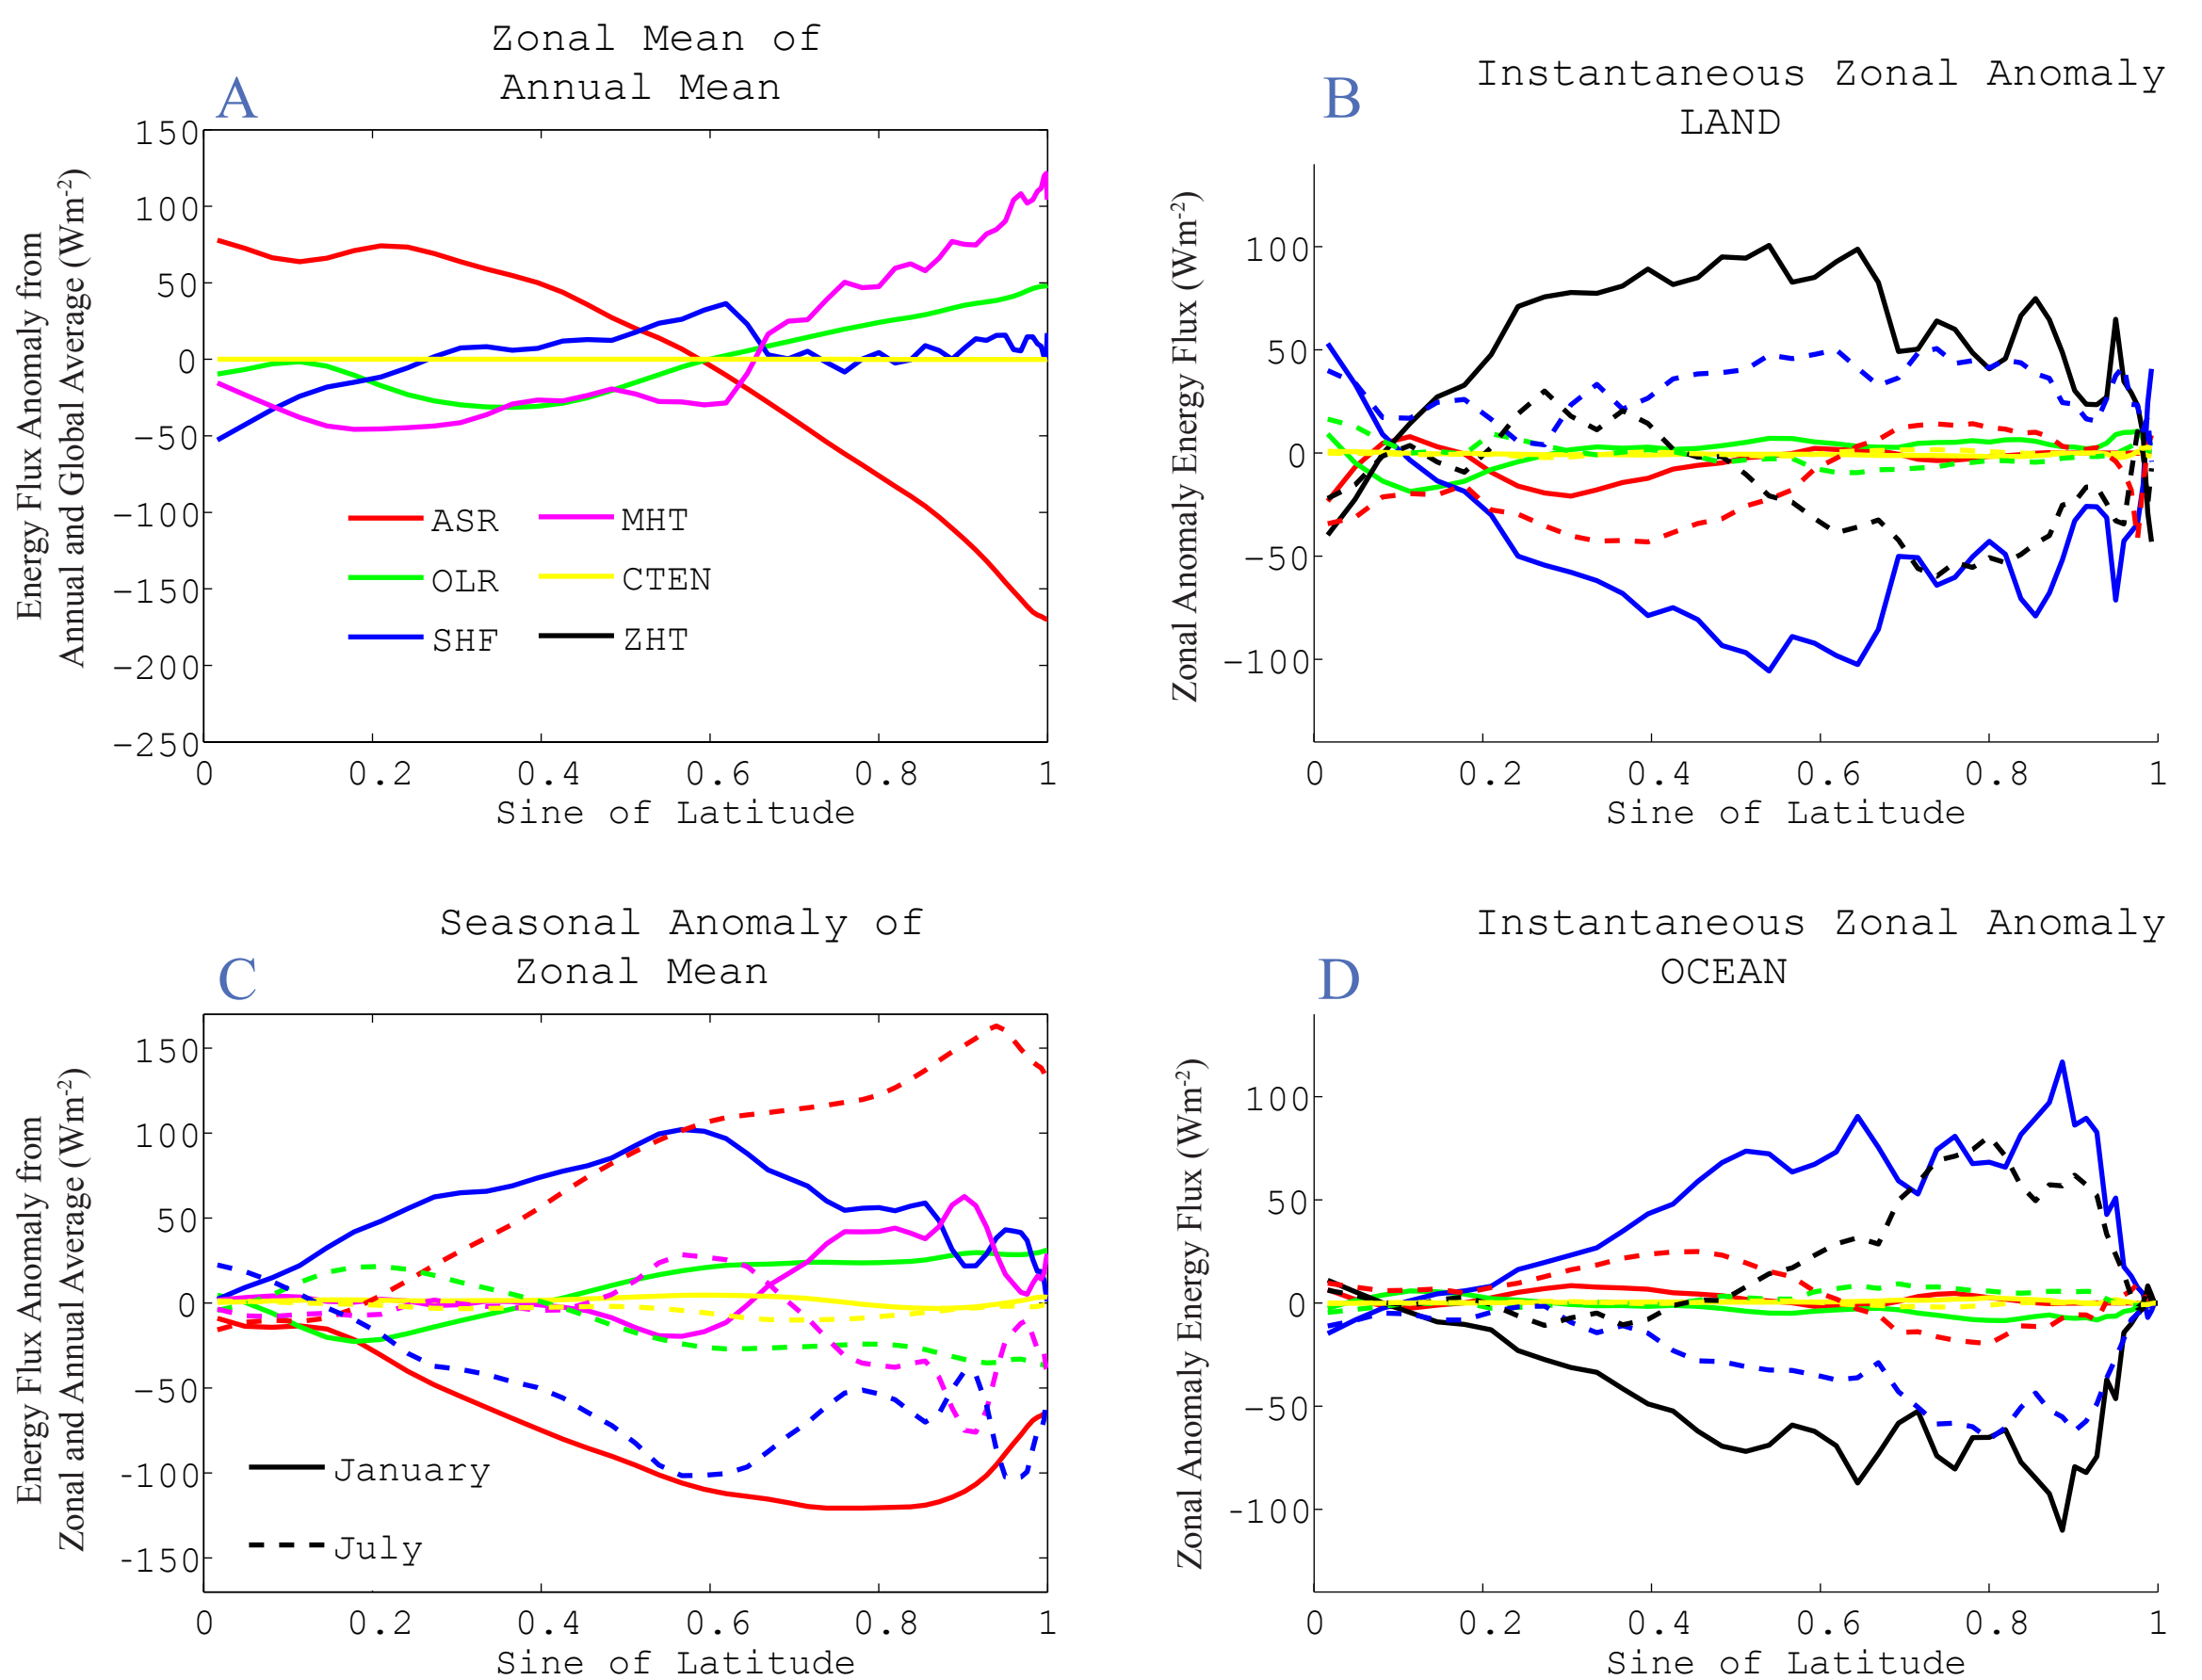 Zonal Mean of
Annual Mean
A
Energy Flux Anomaly from
Annual and Global Average (Wm-2)
150
100
50
0
−50
−100
−150
−200
−250
ASR
OLR
SHF
MHT
CTEN
ZHT
0 0.2 0.4 0.6 0.8 1
Sine of Latitude
Instantaneous Zonal Anomaly
LAND
B
Zonal Anomaly Energy Flux (Wm-2)
100
50
0
−50
−100
0 0.2 0.4 0.6 0.8 1
Sine of Latitude
Seasonal Anomaly of
Zonal Mean
C
Energy Flux Anomaly from
Zonal and Annual Average (Wm-2)
150
100
50
0
−50
-100
-150
January
July
0 0.2 0.4 0.6 0.8 1
Sine of Latitude
Instantaneous Zonal Anomaly
OCEAN
D
Zonal Anomaly Energy Flux (Wm-2)
100
50
0
−50
-100
0 0.2 0.4 0.6 0.8 1
Sine of Latitude